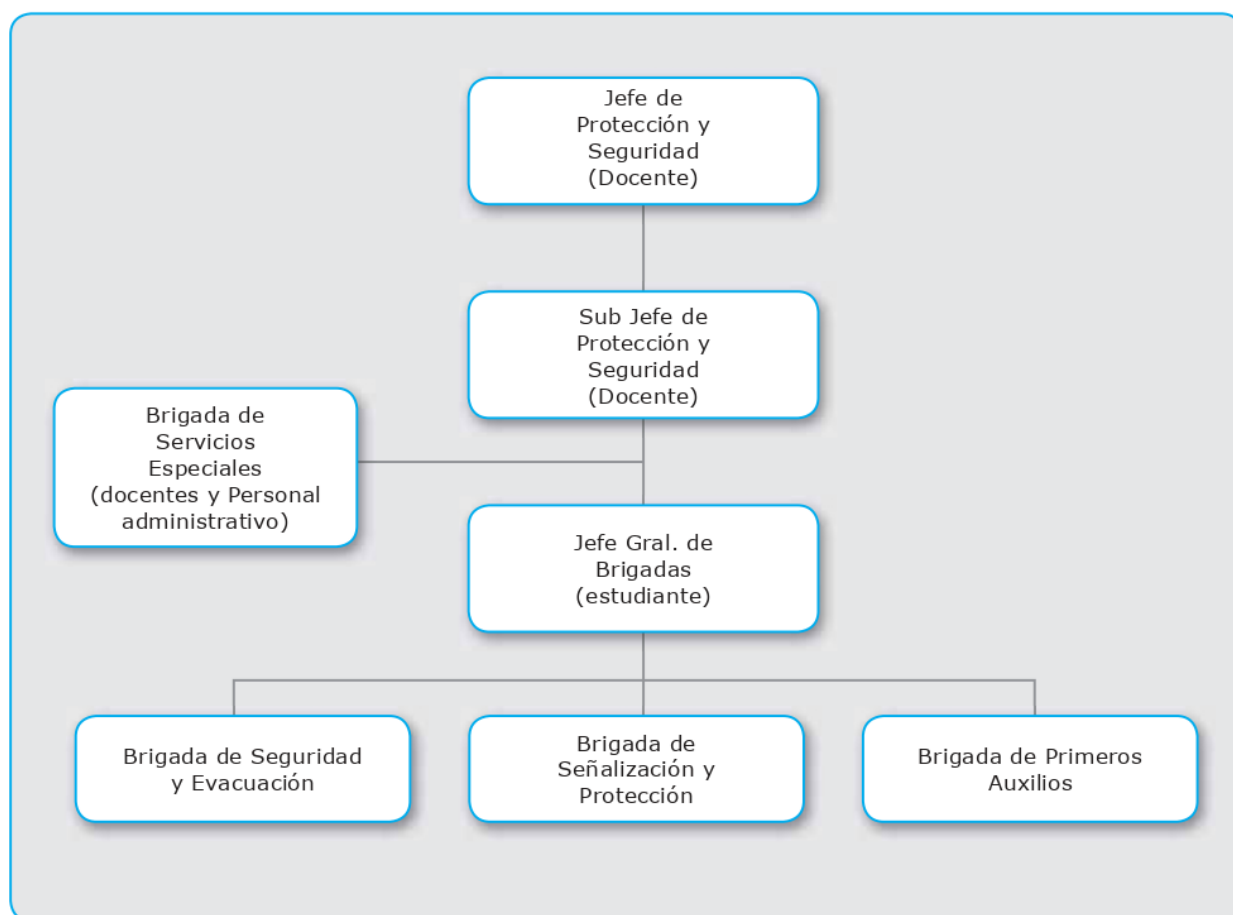 Jefe de
Protección y
Seguridad
(Docente)
Sub Jefe de
Protección y
Seguridad
(Docente)
Brigada de
Servicios
Especiales
(docentes y Personal
administrativo)
Jefe Gral. de
Brigadas
(estudiante)
Brigada de Seguridad
y Evacuación
Brigada de
Señalización y
Protección
Brigada de Primeros
Auxilios